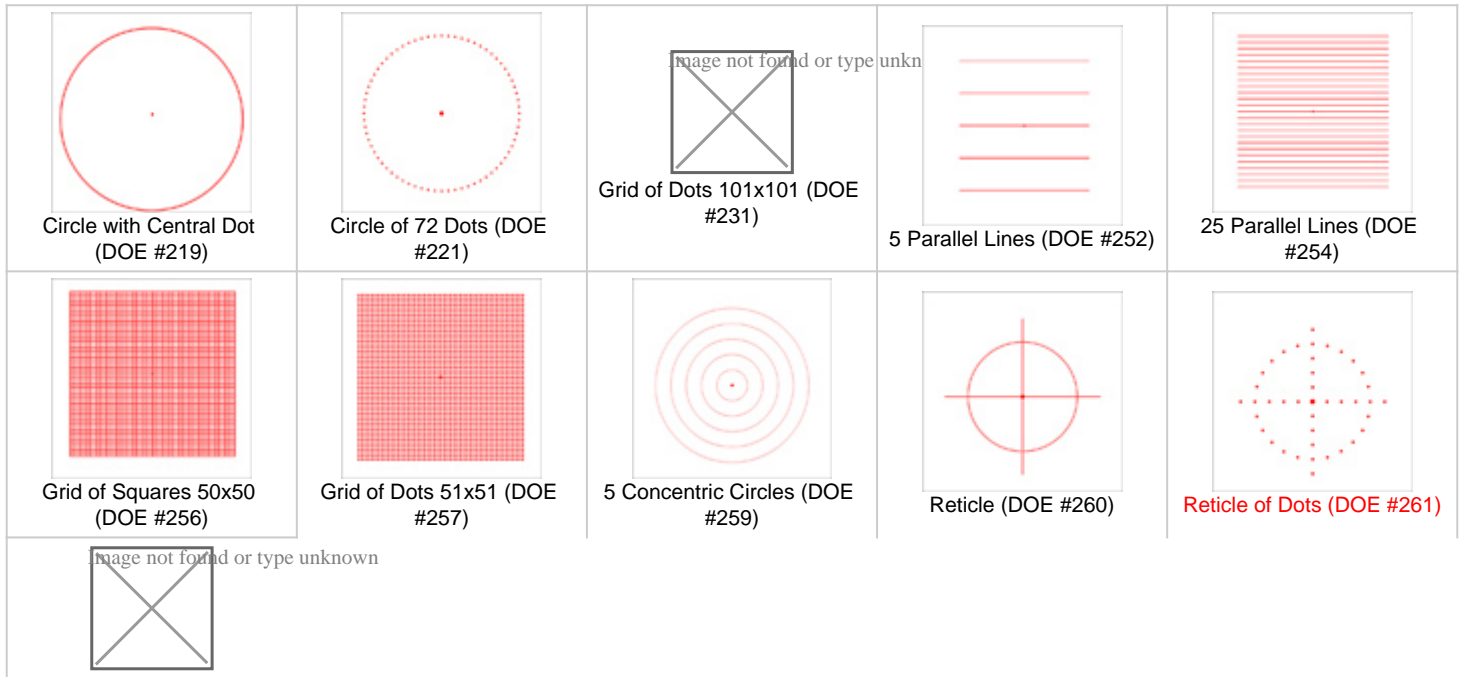 Image not found or type unkn
Circle with Central Dot
(DOE #219)
Circle of 72 Dots (DOE
#221)
Grid of Dots 101x101 (DOE
#231)
5 Parallel Lines (DOE #252)
25 Parallel Lines (DOE
#254)
Grid of Squares 50x50
(DOE #256)
Grid of Dots 51x51 (DOE
#257)
5 Concentric Circles (DOE
#259)
Reticle (DOE #260)
Reticle of Dots (DOE #261)
Image not found or type unknown